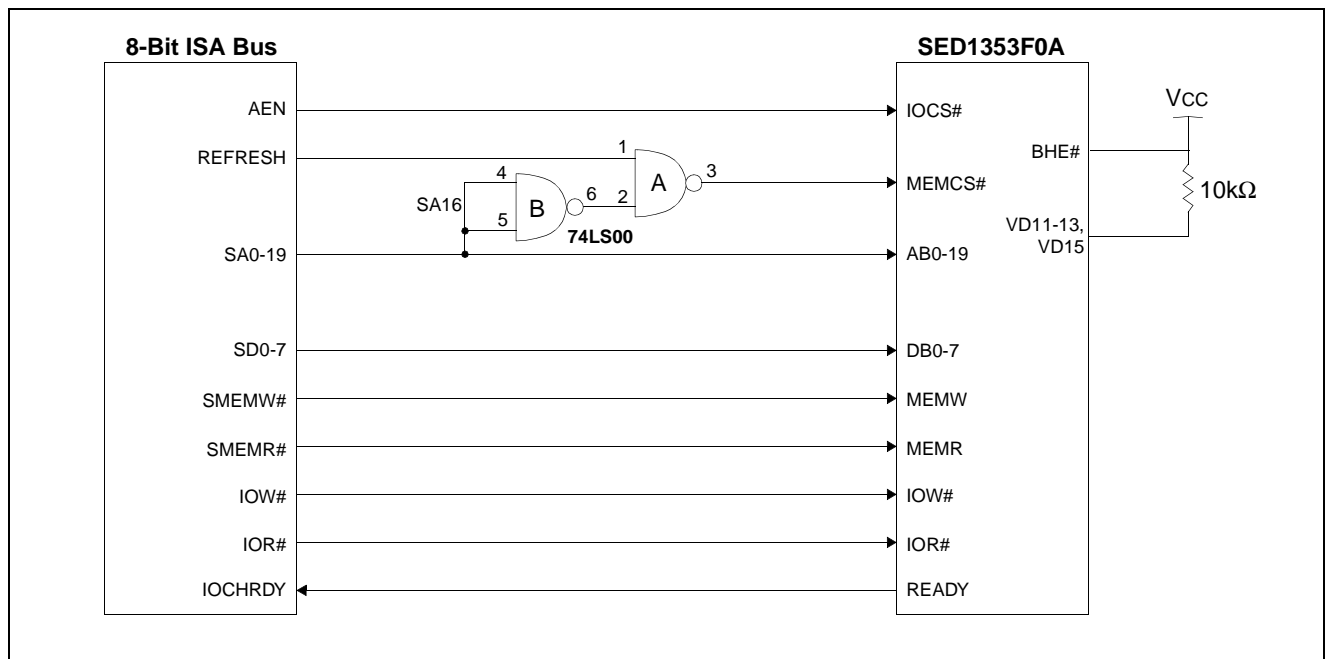 8-Bit ISA Bus
SED1353F0A
AEN
IOCS#
VCC
REFRESH
1
A
3
MEMCS#
BHE#
10kΩ
4
SA16
5
B
6
2
74LS00
VD11-13,
VD15
SA0-19
AB0-19
SD0-7
DB0-7
SMEMW#
MEMW
SMEMR#
MEMR
IOW#
IOW#
IOR#
IOR#
IOCHRDY
READY